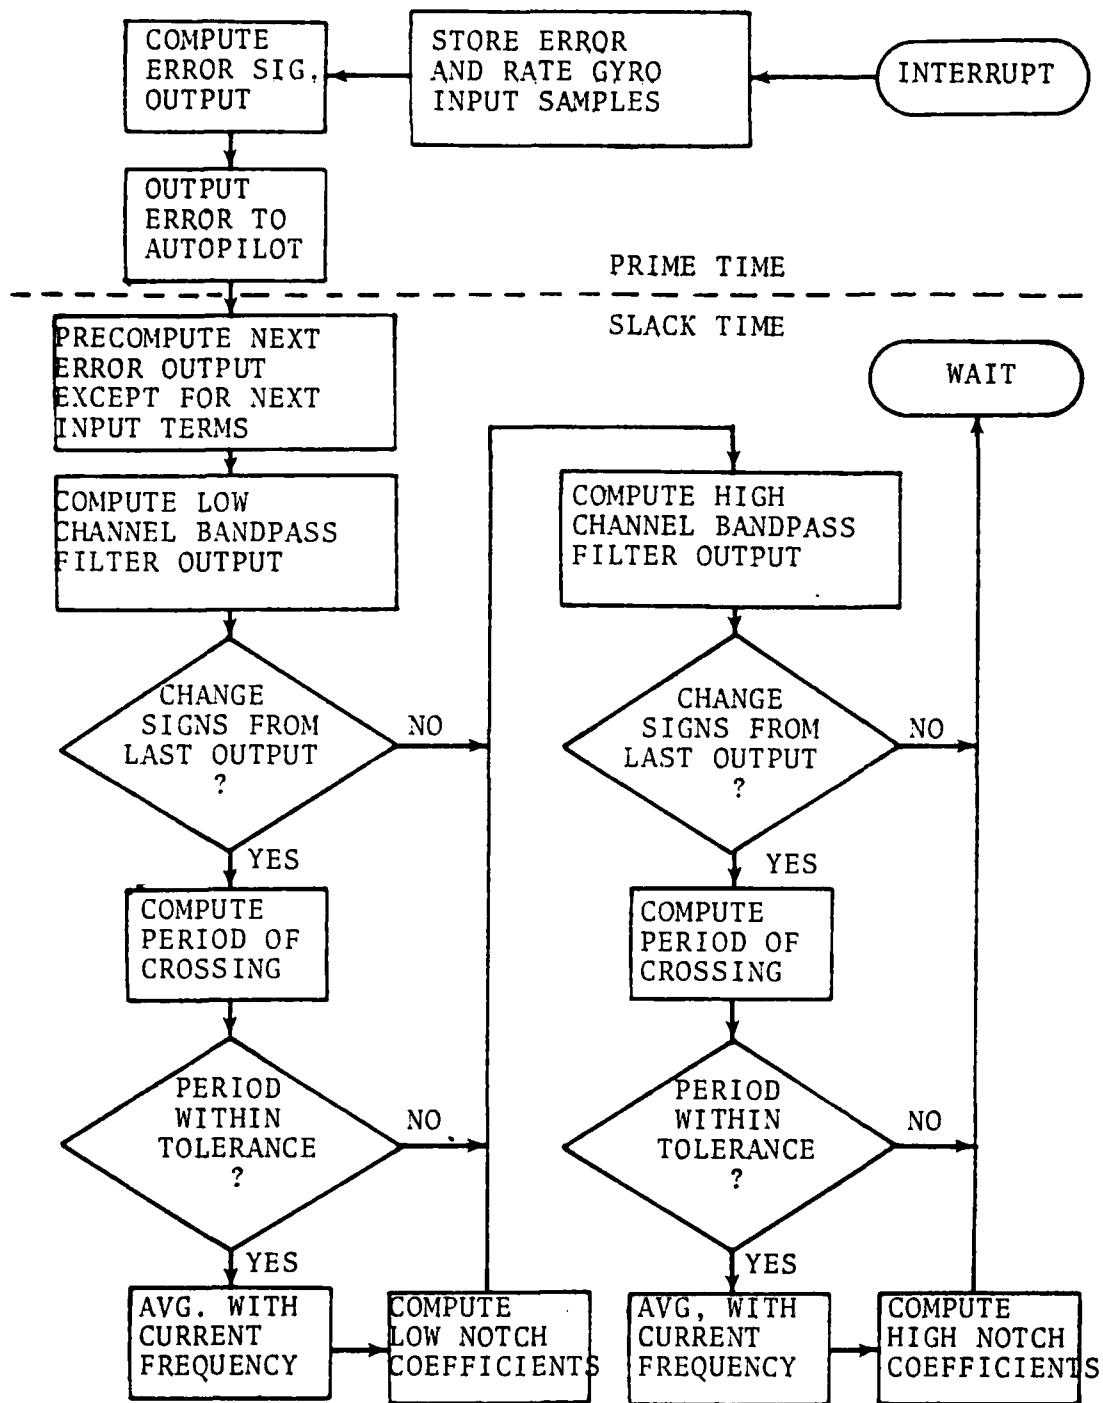 INTERRUPT
STORE ERROR
AND RATE GYRO
INPUT SAMPLES
COMPUTE
ERROR SIG.
OUTPUT
OUTPUT
ERROR TO
AUTOPILOT
PRIME TIME
SLACK TIME
PRECOMPUTE NEXT
ERROR OUTPUT
EXCEPT FOR NEXT
INPUT TERMS
COMPUTE LOW
CHANNEL BANDPASS
FILTER OUTPUT
CHANGE
SIGNS FROM
LAST OUTPUT
?
NO
YES
COMPUTE
PERIOD OF
CROSSING
PERIOD
WITHIN
TOLERANCE
?
NO
YES
AVG. WITH
CURRENT
FREQUENCY
COMPUTE
LOW NOTCH
COEFFICIENTS
COMPUTE HIGH
CHANNEL BANDPASS
FILTER OUTPUT
CHANGE
SIGNS FROM
LAST OUTPUT
?
NO
YES
COMPUTE
PERIOD OF
CROSSING
PERIOD
WITHIN
TOLERANCE
?
NO
YES
AVG, WITH
CURRENT
FREQUENCY
COMPUTE
HIGH NOTCH
COEFFICIENTS
WAIT